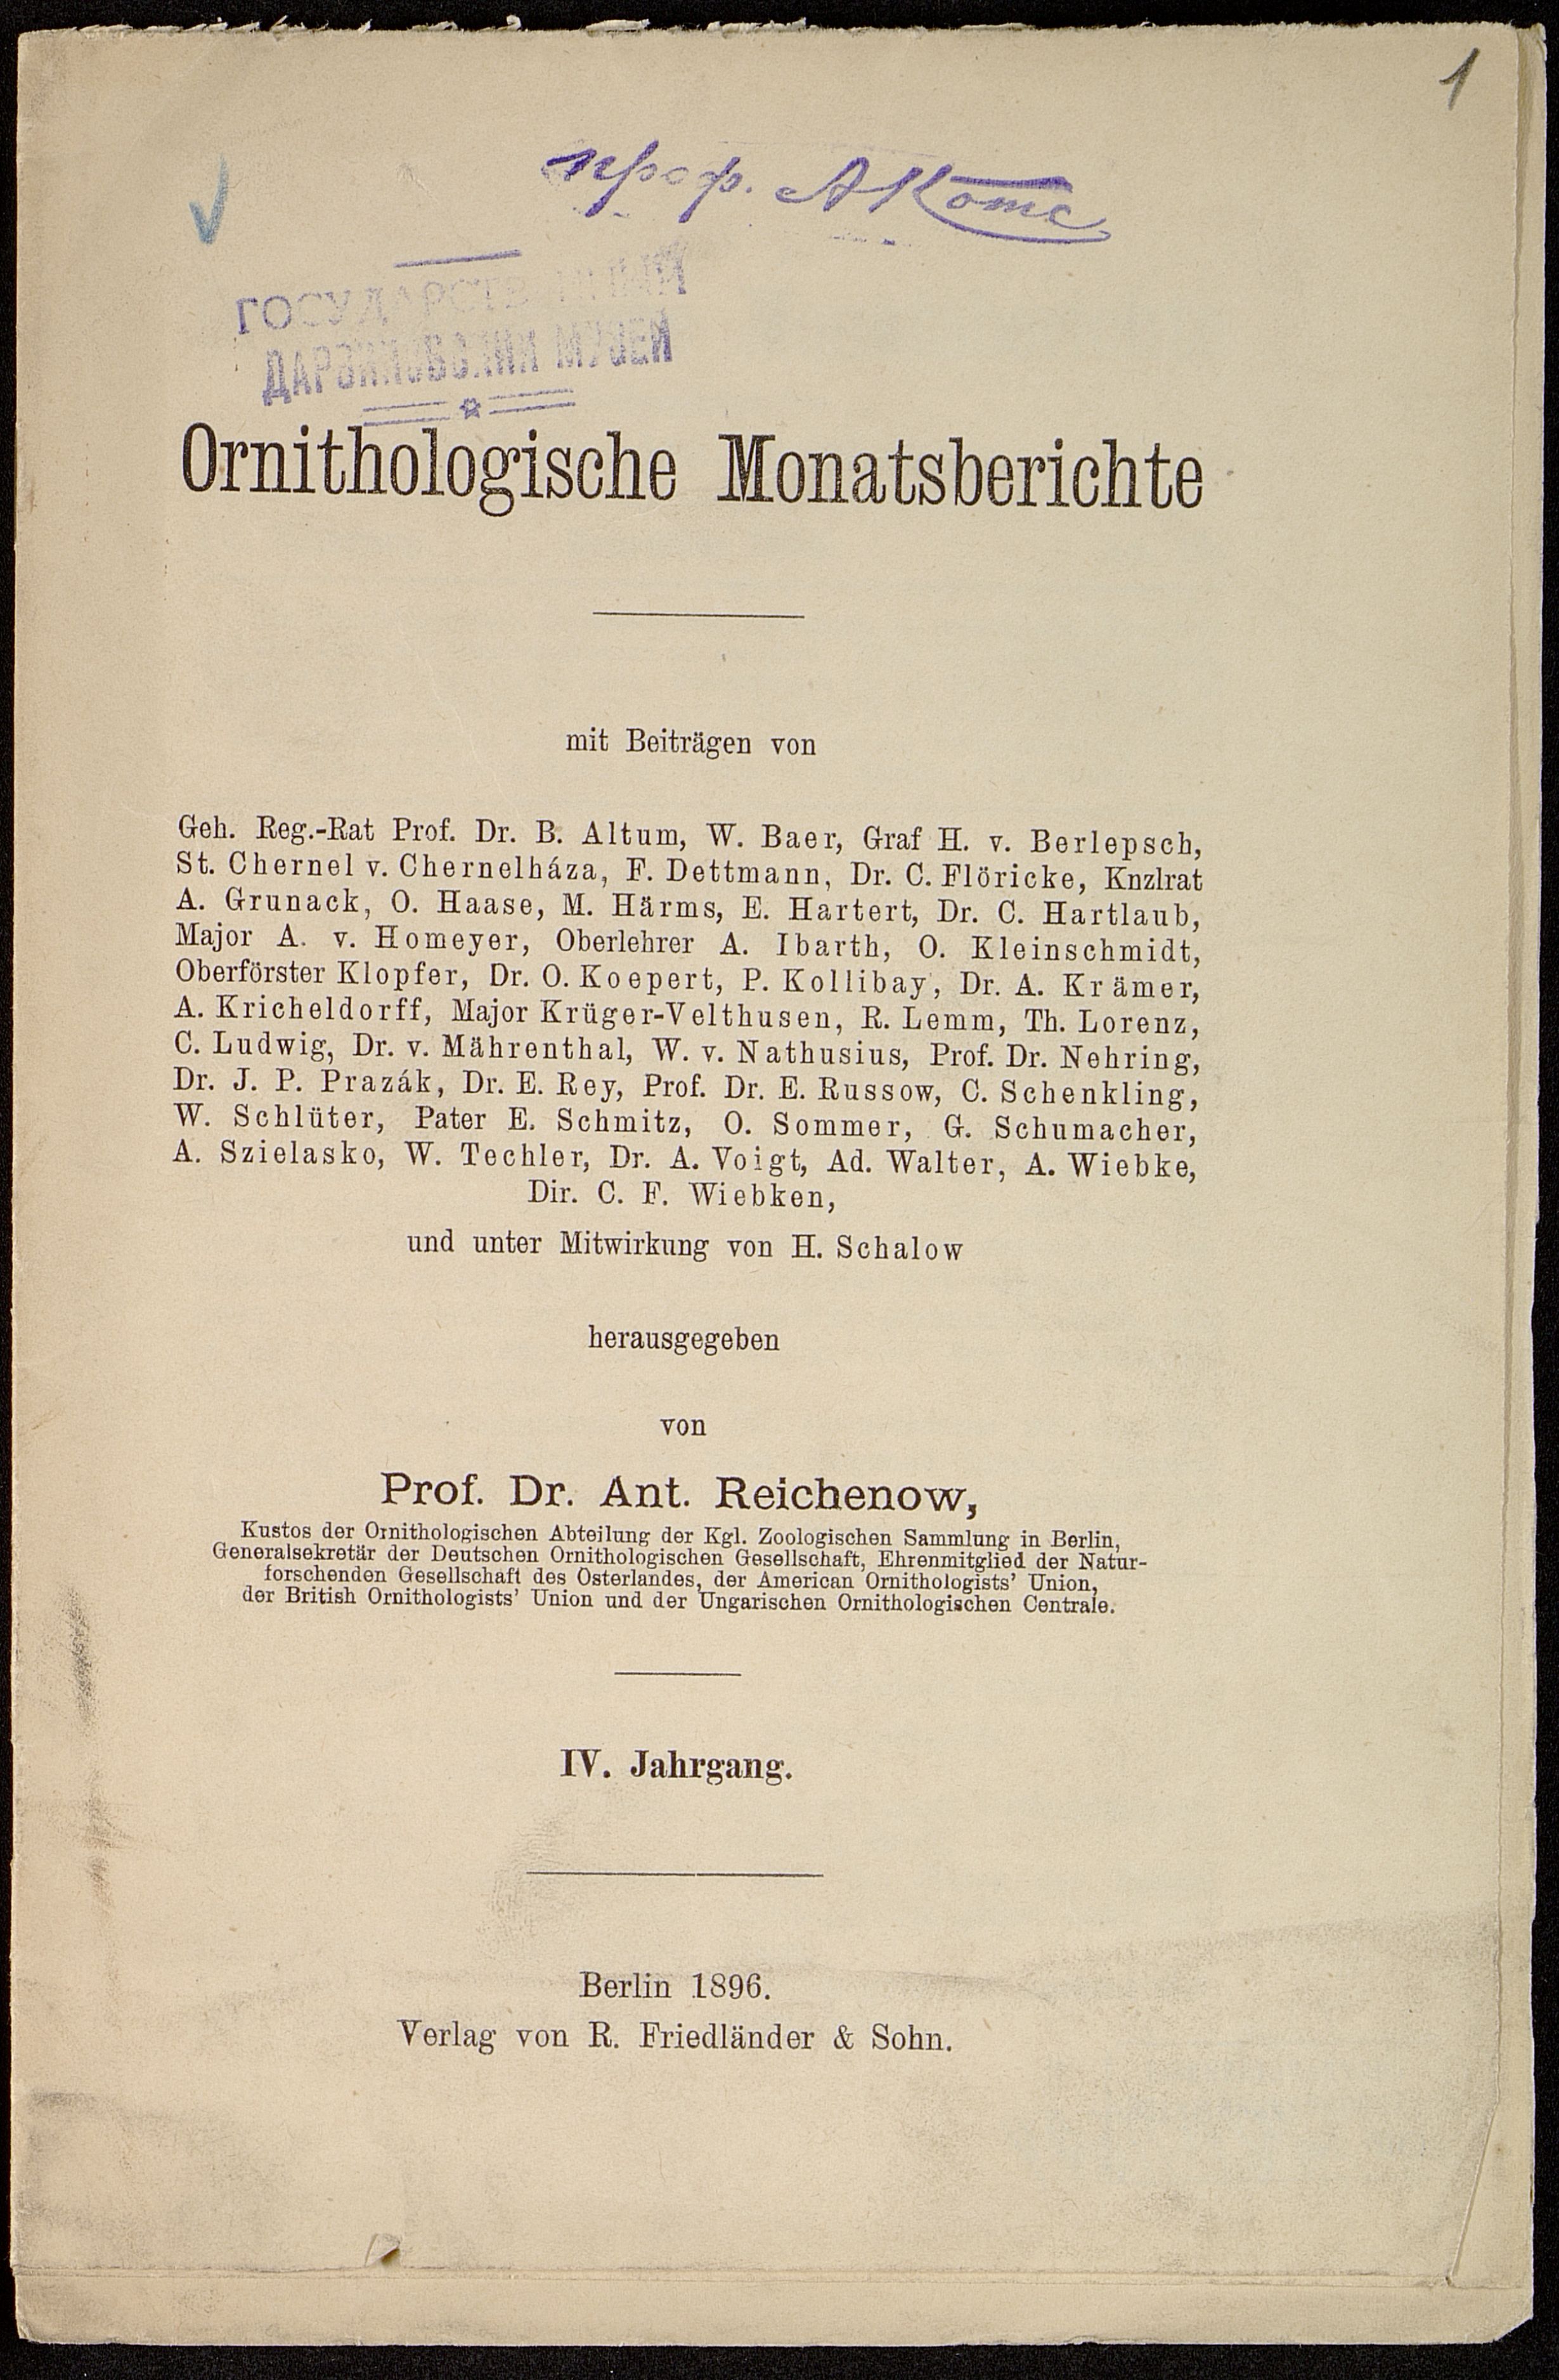 1
проф. А Котс
ГОСУДАРСТВЕННЫЙ
ДАРВИНОВСКИЙ МУЗЕЙ
Ornithologische Monatsberichte
mit Beiträgen von
Geh. Reg.-Rat Prof. Dr. B. Altum, W. Baer, Graf H. v. Berlepsch,
St. Chernel v. Chernelháza, F. Dettmann, Dr. C. Flöricke, Knzlrat
A. Grunack, O. Haase, M. Härms, E. Hartert, Dr. C. Hartlaub,
Major A. v. Homeyer, Oberlehrer A. Ibarth, O. Kleinschmidt,
Oberförster Klopfer, Dr. O. Koepert, P. Kollibay, Dr. A. Krämer,
A. Kricheldorff, Major Krüger-Velthusen, R. Lemm, Th. Lorenz,
C. Ludwig, Dr. v. Mährenthal, W. v. Nathusius, Prof. Dr. Nehring,
Dr. J. P. Prazák, Dr. E. Rey, Prof. Dr. E. Russow, C. Schenkling,
W. Schlüter, Pater E. Schmitz, O. Sommer, G. Schumacher,
A. Szielasko, W. Techler, Dr. A. Voigt, Ad. Walter, A. Wiebke,
Dir. C. F. Wiebken,
und unter Mitwirkung von H. Schalow
herausgegeben
von
Prof. Dr. Ant. Reichenow,
Kustos der Ornithologischen Abteilung der Kgl. Zoologischen Sammlung in Berlin,
Generalsekretär der Deutschen Ornithologischen Gesellschaft, Ehrenmitglied der Natur-
forschenden Gesellschaft des Osterlandes, der American Ornithologists' Union,
der British Ornithologists' Union und der Ungarischen Ornithologischen Centrale.
IV. Jahrgang.
Berlin 1896.
Verlag von R. Friedländer & Sohn.